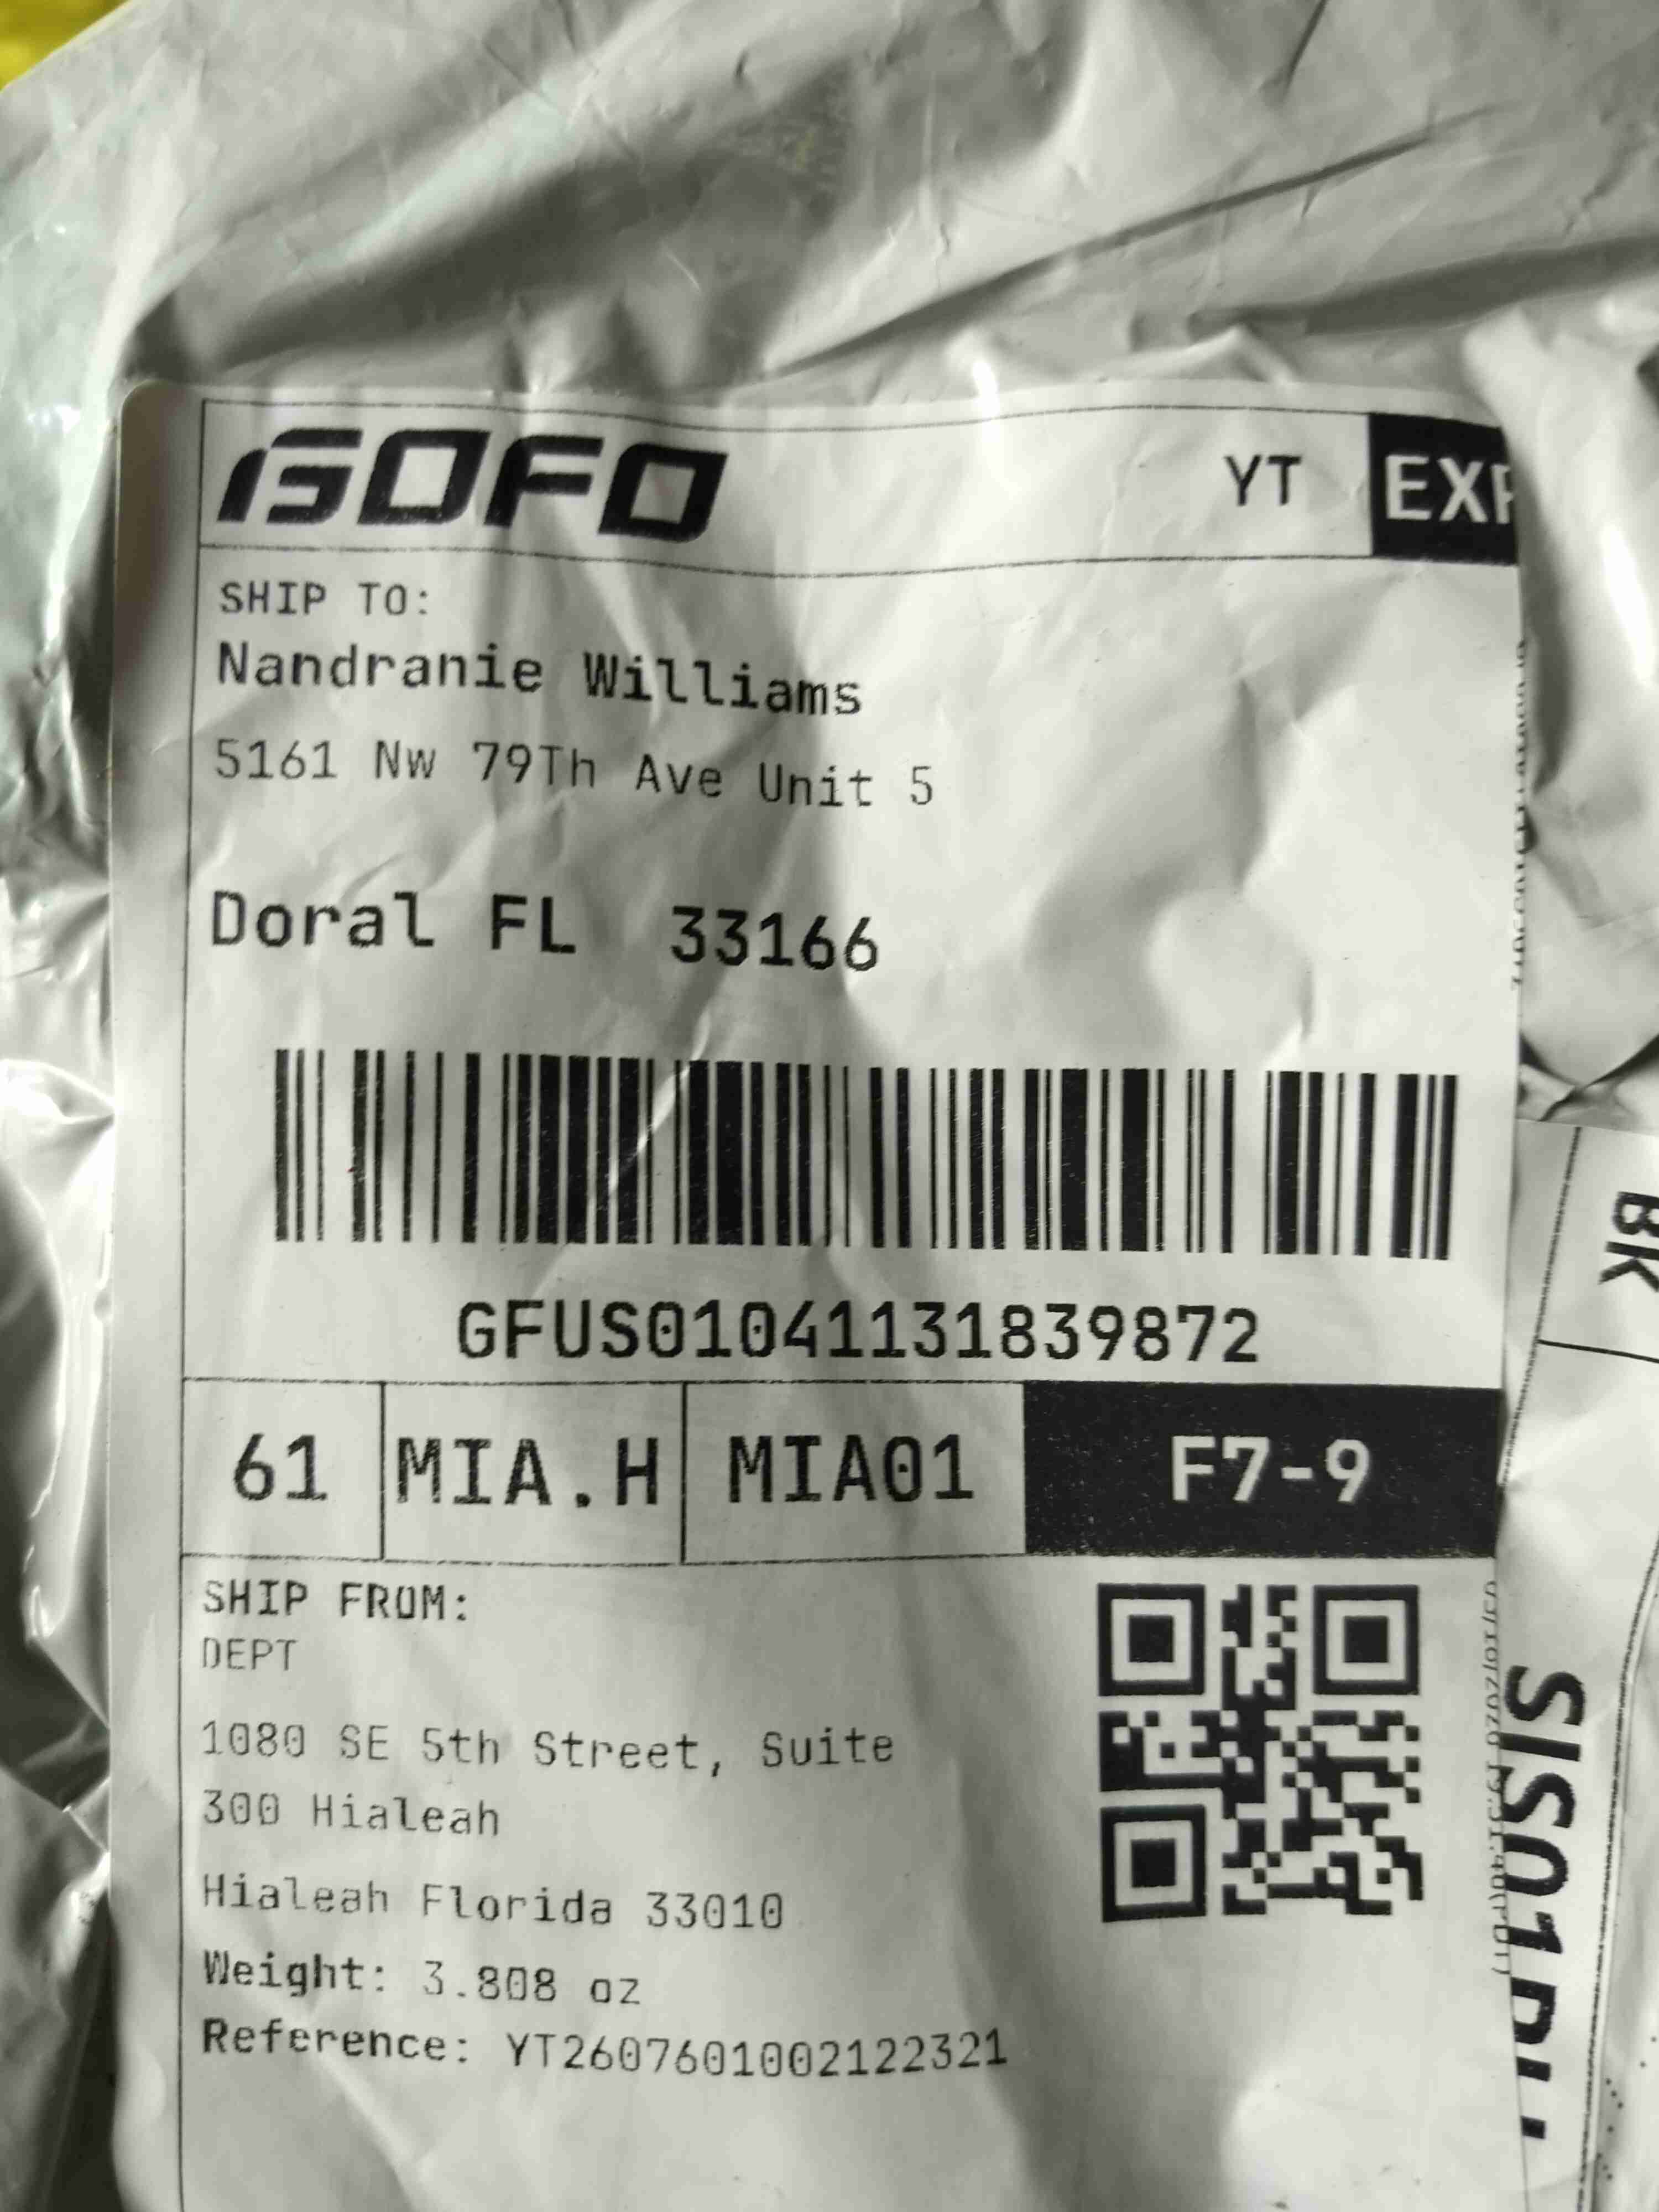 GOFO
YT
SHIP TO:
Nandranie Williams
5161 Nw 79Th Ave Unit 5
Doral FL 33166
GFUS01041131839872
61 MIA.H MIA01 F7-9
SHIP FROM:
DEPT
1080 SE 5th Street, Suite
300 Hialeah
Hialeah Florida 33010
Weight: 3.808 oz
Reference: YT2607601002122321
BK